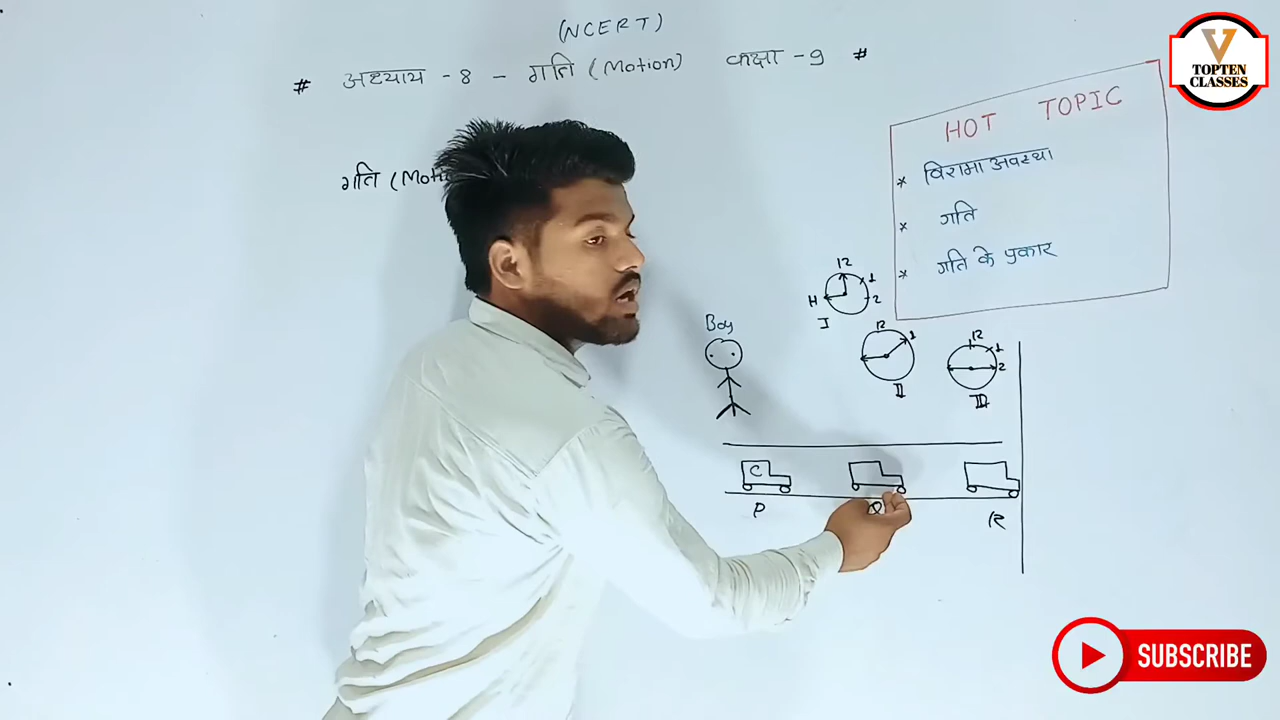 (NCERT)
# अध्याय - 8 - गति (Motion) कक्षा - 9 #
V
TOPTEN
CLASSES
HOT TOPIC
* विरामा अवस्था
* गति
* गति के प्रकार
गति (Motio
12
1
2
H
I
12
1
II
12
1
2
III
Boy
C
P
Q
R
SUBSCRIBE